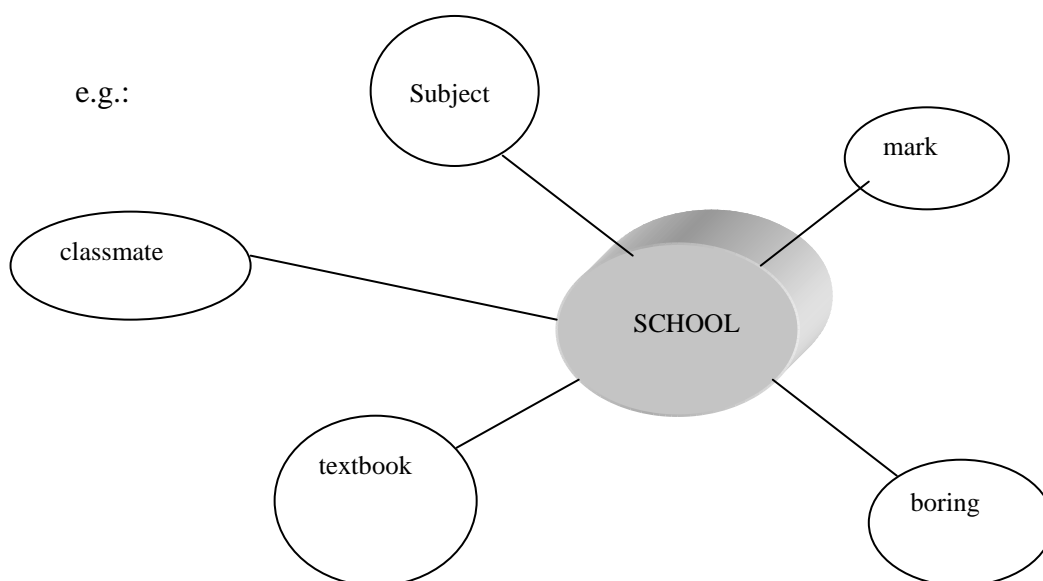 e.g.:
Subject
mark
classmate
SCHOOL
textbook
boring